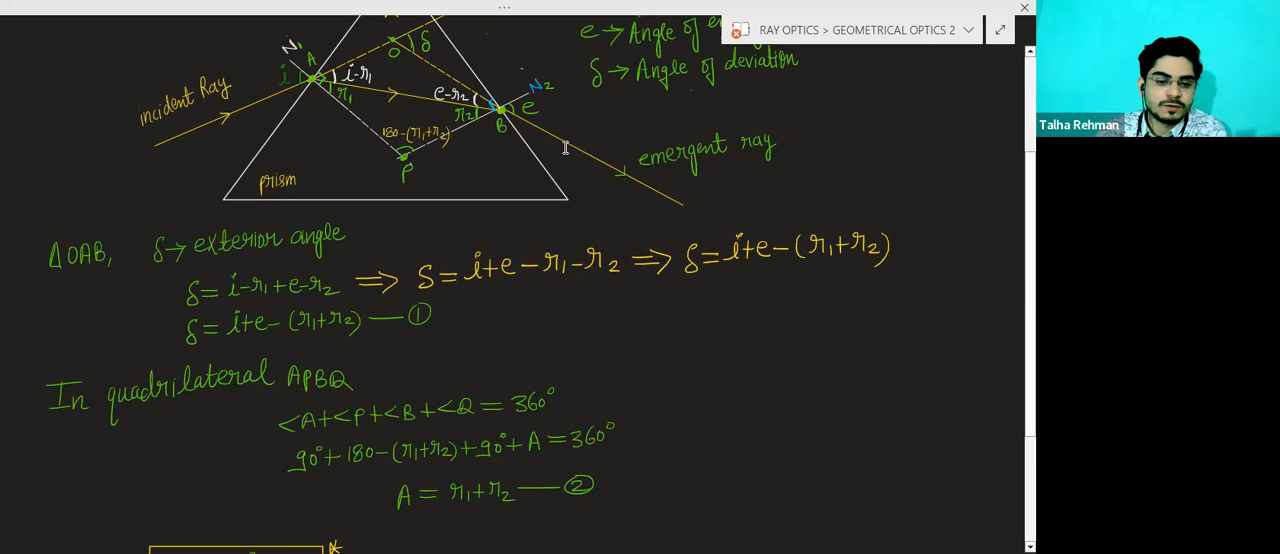 RAY OPTICS > GEOMETRICAL OPTICS 2
e → Angle of
δ → Angle of deviation
Talha Rehman
O
δ
N1
A
i
i-r1
r1
incident Ray
e-r2
r2
N2
e
B
180-(r1+r2)
P
prism
emergent ray
ΔOAB, δ → exterior angle
δ = i-r1+e-r2 ⟹ δ = i+e-r1-r2 ⟹ δ = i+e-(r1+r2)
δ = i+e-(r1+r2) — ①
In quadrilateral APBQ
<A+<P+<B+<Q = 360°
90°+180-(r1+r2)+90°+A = 360°
A = r1+r2 — ②